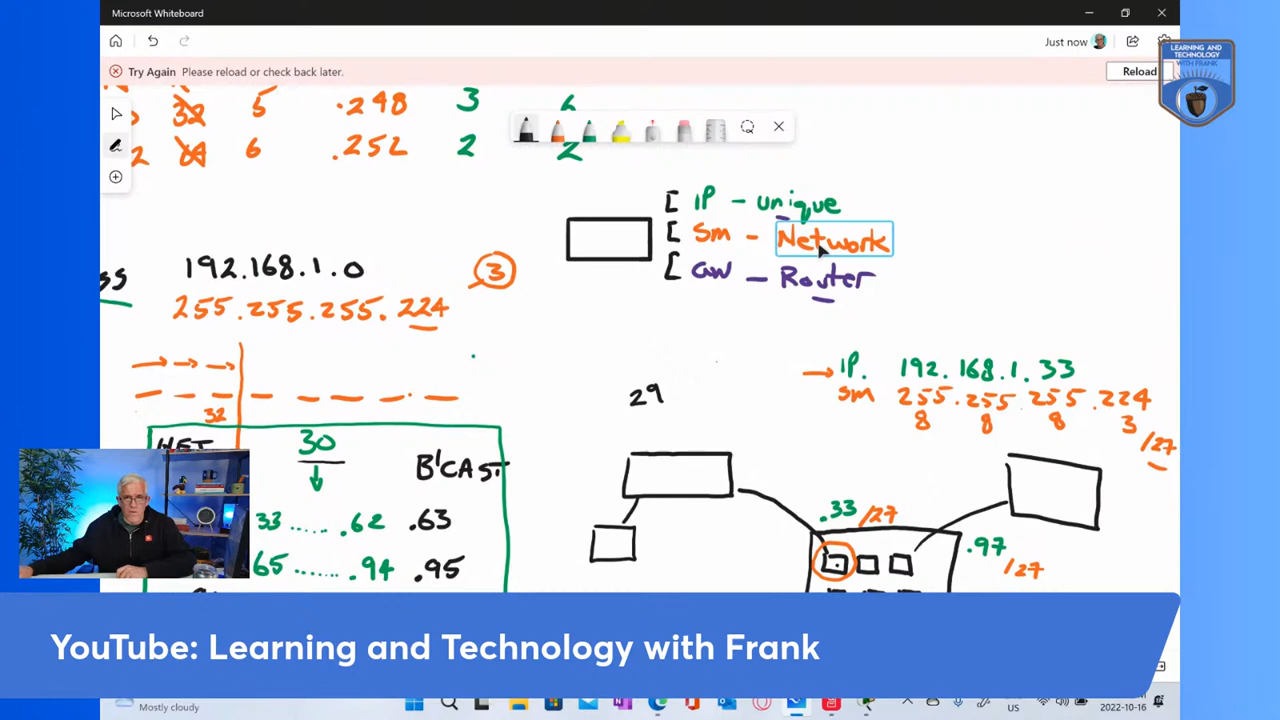 Microsoft Whiteboard
Just now
Try Again Please reload or check back later.
Reload
LEARNING AND
TECHNOLOGY
WITH FRANK
32 5 .248 3
2 64 6 .252 2 2
[ IP - unique
[ Sm - Network
[ GW - Router
SS 192.168.1.0
255.255.255.224 3
32
29
IP. 192.168.1.33
Sm 255.255.255.224
8 8 8 3
/27
NET 30 B'CAST
33 ...... .62 .63
65 ...... .94 .95
.33 /27
.97
/27
YouTube: Learning and Technology with Frank
Mostly cloudy
US
2022-10-16